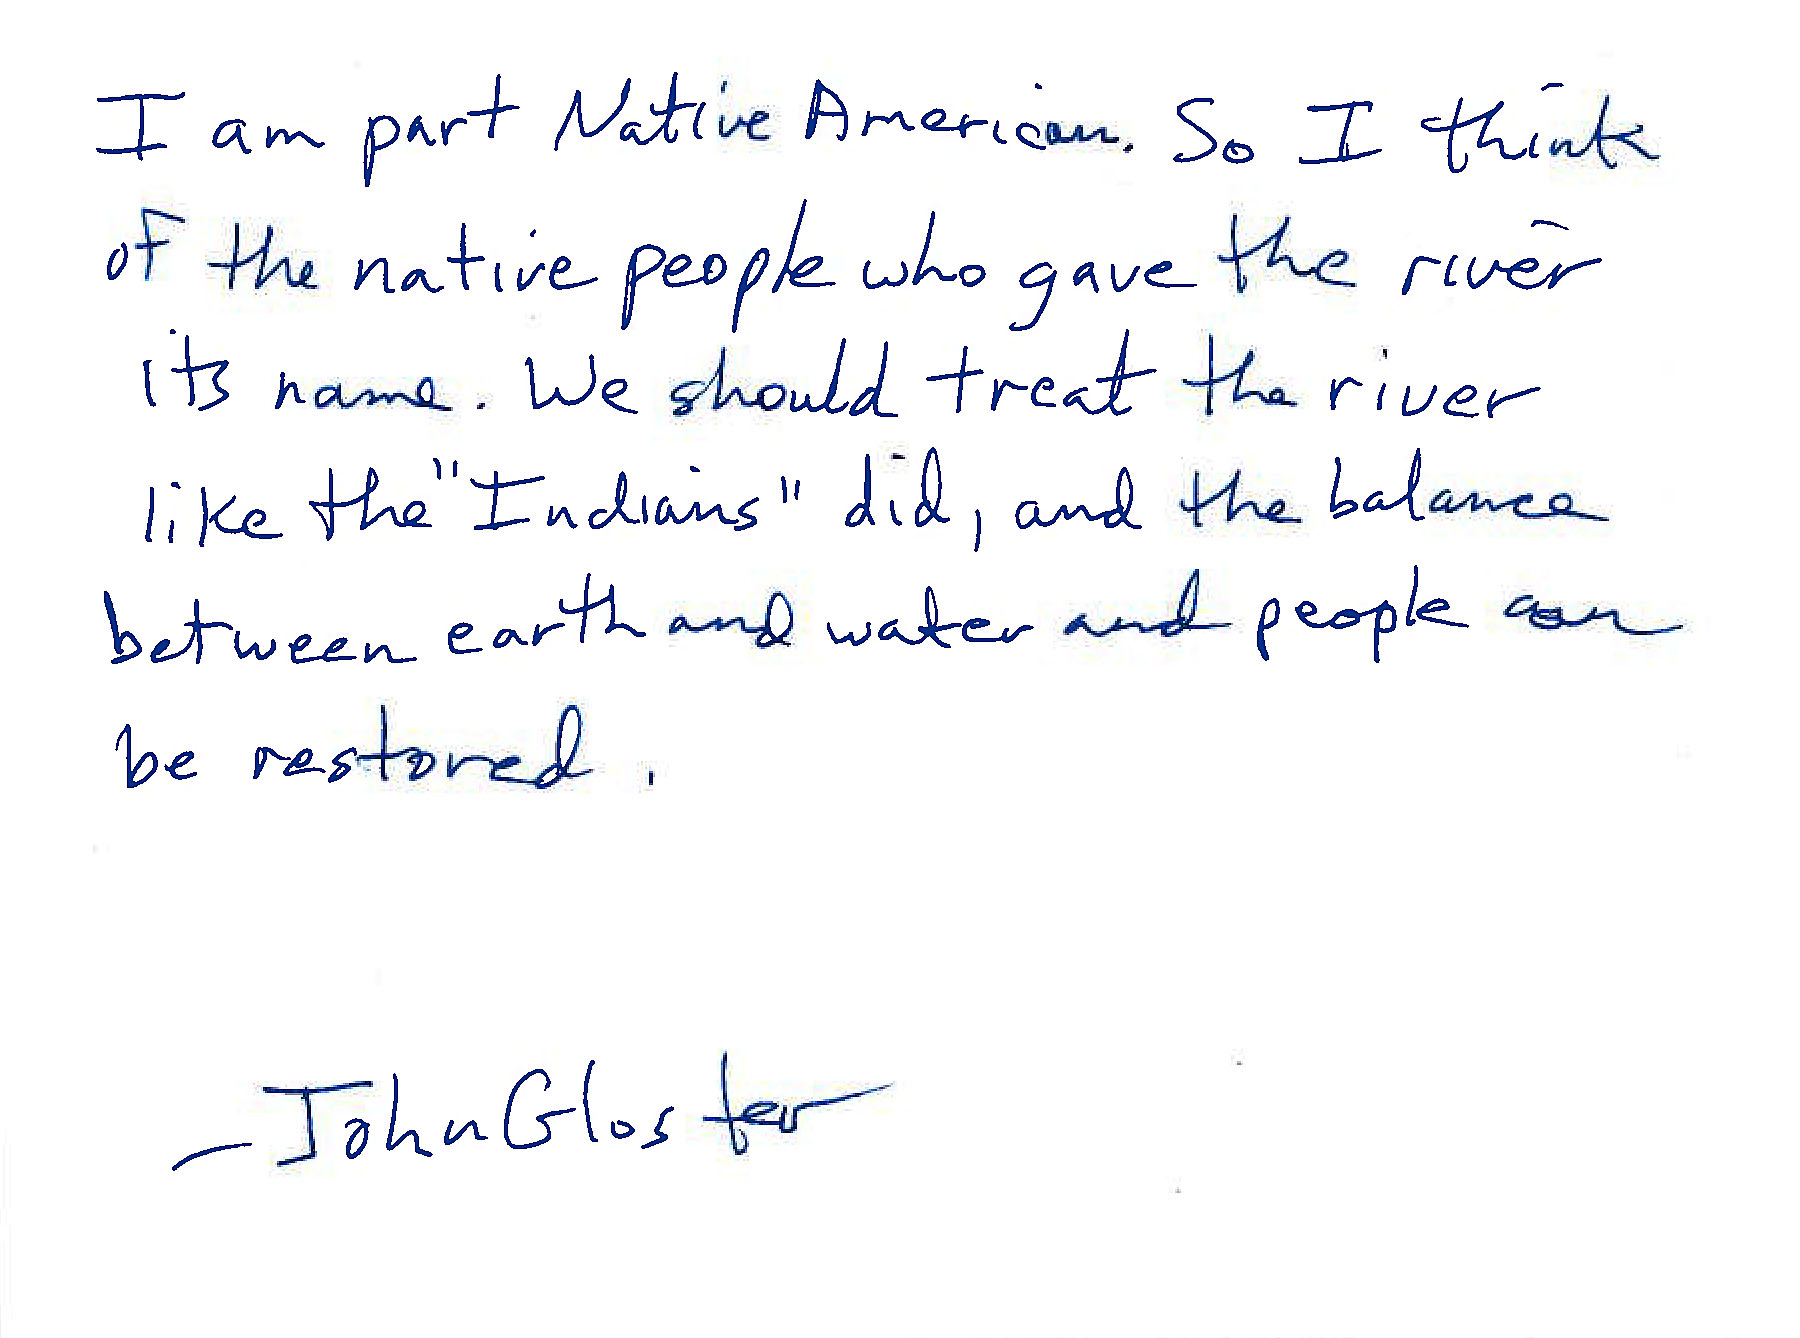 I am part Native American. So I think
of the native people who gave the river
its name. We should treat the river
like the "Indians" did, and the balance
between earth and water and people can
be restored.
– John Gloster